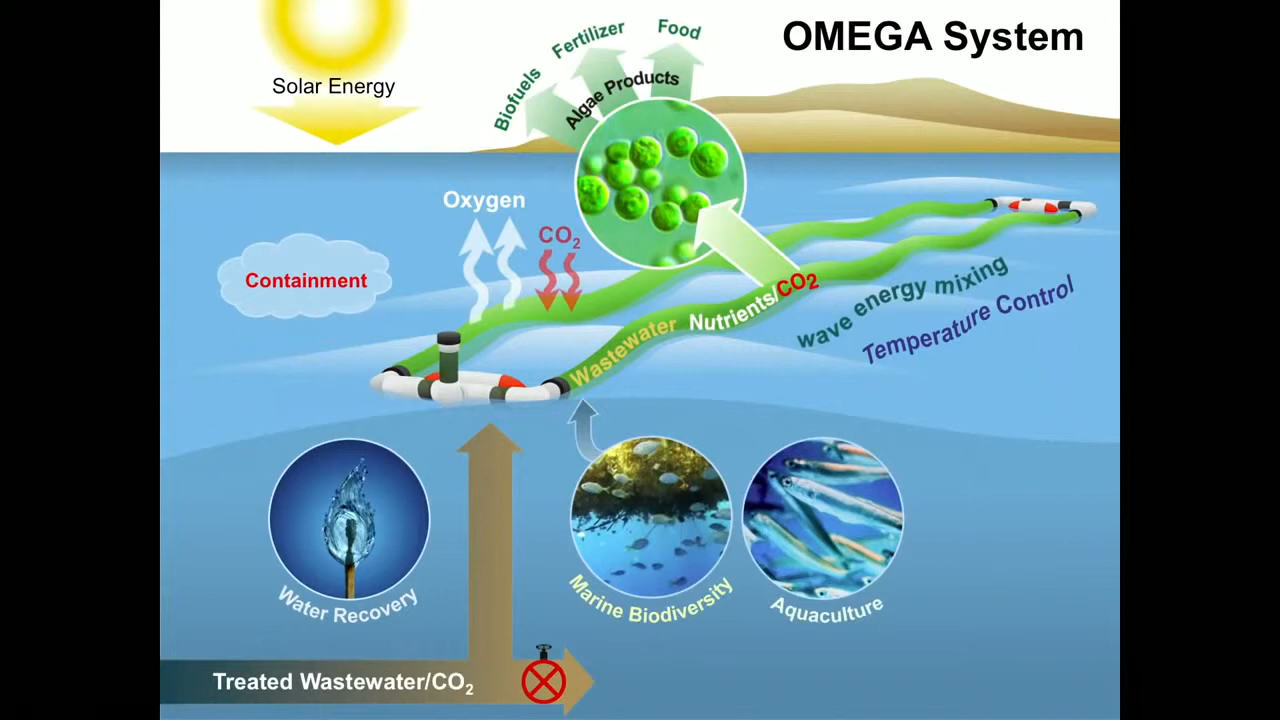 OMEGA System
Solar Energy
Biofuels
Fertilizer
Food
Algae Products
Oxygen
CO2
Containment
Wastewater
Nutrients/CO2
wave energy mixing
Temperature Control
Water Recovery
Marine Biodiversity
Aquaculture
Treated Wastewater/CO2